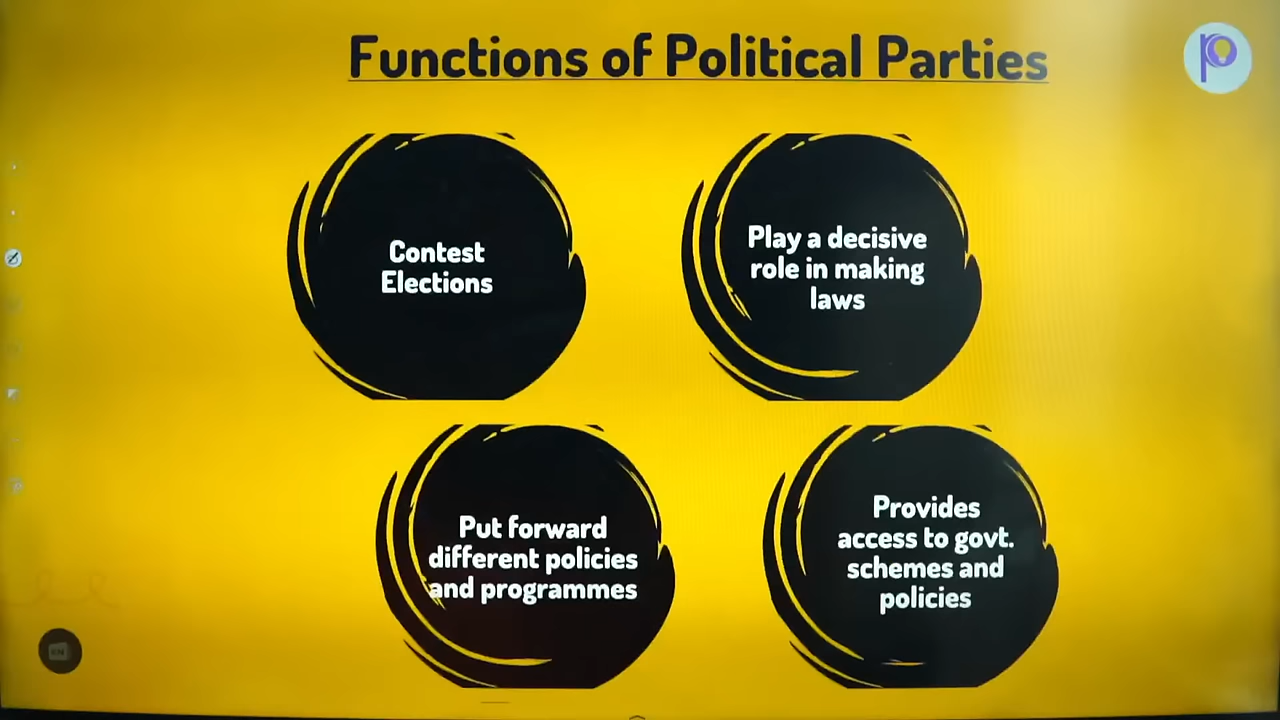 Functions of Political Parties
Contest
Elections
Play a decisive
role in making
laws
Put forward
different policies
and programmes
Provides
access to govt.
schemes and
policies